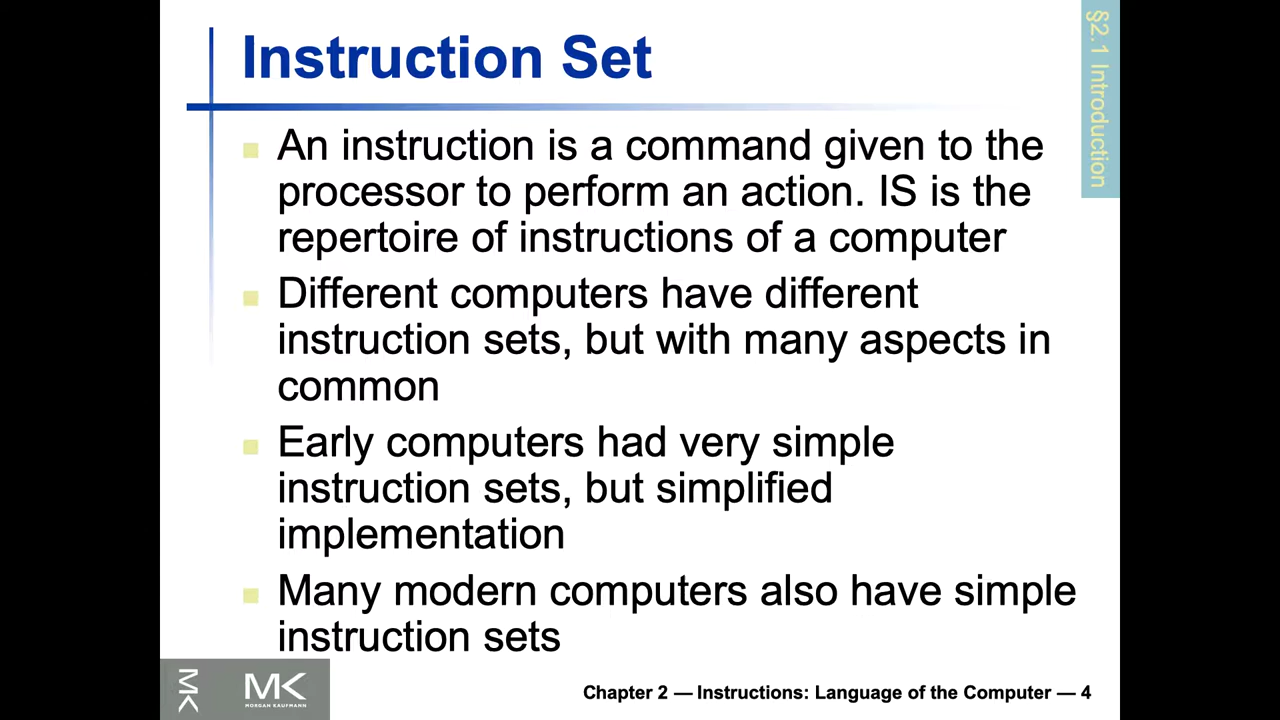 Instruction Set
§2.1 Introduction
An instruction is a command given to the
processor to perform an action. IS is the
repertoire of instructions of a computer
Different computers have different
instruction sets, but with many aspects in
common
Early computers had very simple
instruction sets, but simplified
implementation
Many modern computers also have simple
instruction sets
MK
MK
MORGAN KAUFMANN
Chapter 2 — Instructions: Language of the Computer — 4